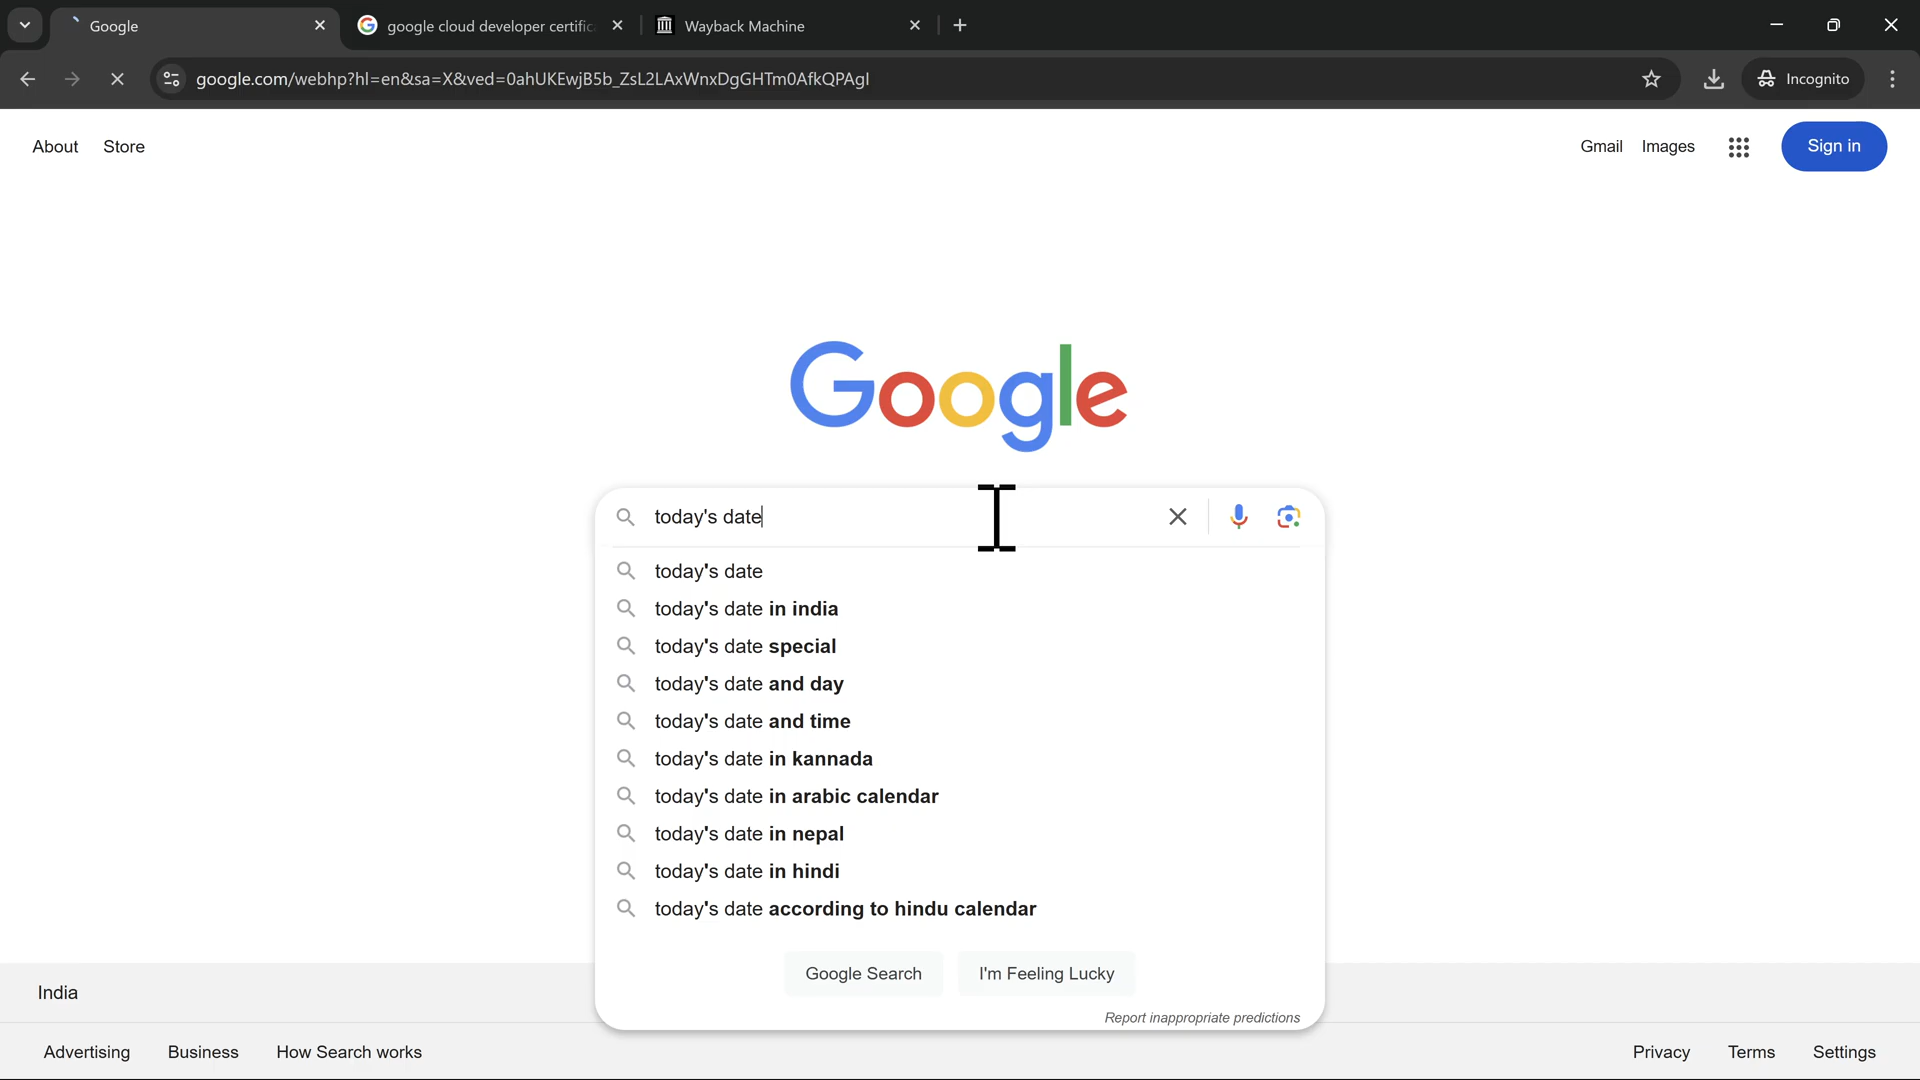 Google
google cloud developer certific
Wayback Machine
google.com/webhp?hl=en&sa=X&ved=0ahUKEwjB5b_ZsL2LAxWnxDgGHTm0AfkQPAgI
Incognito
About Store
Gmail Images
Sign in
Google
today's date
today's date
today's date in india
today's date special
today's date and day
today's date and time
today's date in kannada
today's date in arabic calendar
today's date in nepal
today's date in hindi
today's date according to hindu calendar
Google Search I'm Feeling Lucky
Report inappropriate predictions
India
Advertising Business How Search works
Privacy Terms Settings